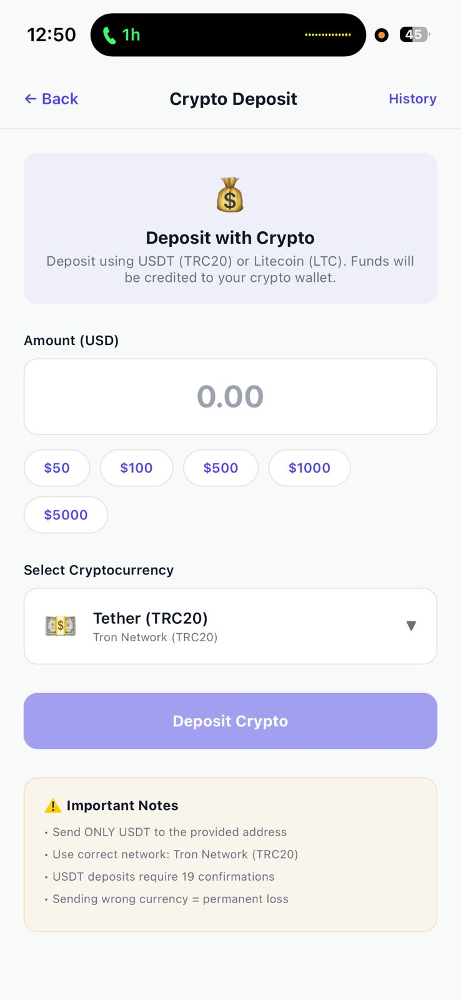 12:50
1h
45
← Back
Crypto Deposit
History
$
Deposit with Crypto
Deposit using USDT (TRC20) or Litecoin (LTC). Funds will
be credited to your crypto wallet.
Amount (USD)
0.00
$50
$100
$500
$1000
$5000
Select Cryptocurrency
$
Tether (TRC20)
Tron Network (TRC20)
▼
Deposit Crypto
⚠️ Important Notes
• Send ONLY USDT to the provided address
• Use correct network: Tron Network (TRC20)
• USDT deposits require 19 confirmations
• Sending wrong currency = permanent loss